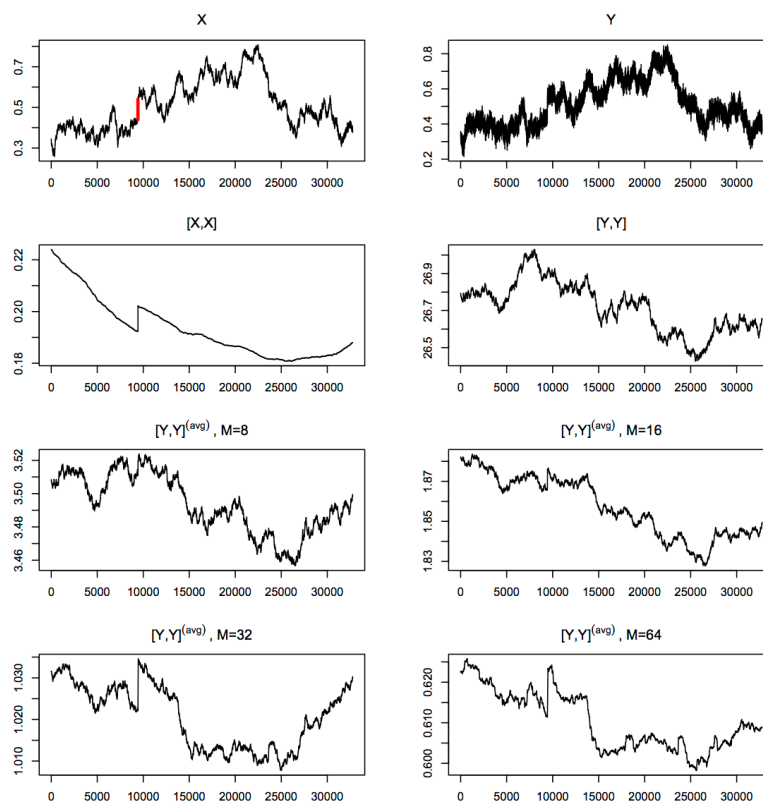 X
0.3 0.5 0.7
0 5000 10000 15000 20000 25000 30000
Y
0.2 0.4 0.6 0.8
0 5000 10000 15000 20000 25000 30000
[X,X]
0.18 0.20 0.22
0 5000 10000 15000 20000 25000 30000
[Y,Y]
26.5 26.7 26.9
0 5000 10000 15000 20000 25000 30000
[Y,Y](avg) , M=8
3.46 3.48 3.50 3.52
0 5000 10000 15000 20000 25000 30000
[Y,Y](avg) , M=16
1.83 1.85 1.87
0 5000 10000 15000 20000 25000 30000
[Y,Y](avg) , M=32
1.010 1.020 1.030
0 5000 10000 15000 20000 25000 30000
[Y,Y](avg) , M=64
0.600 0.610 0.620
0 5000 10000 15000 20000 25000 30000